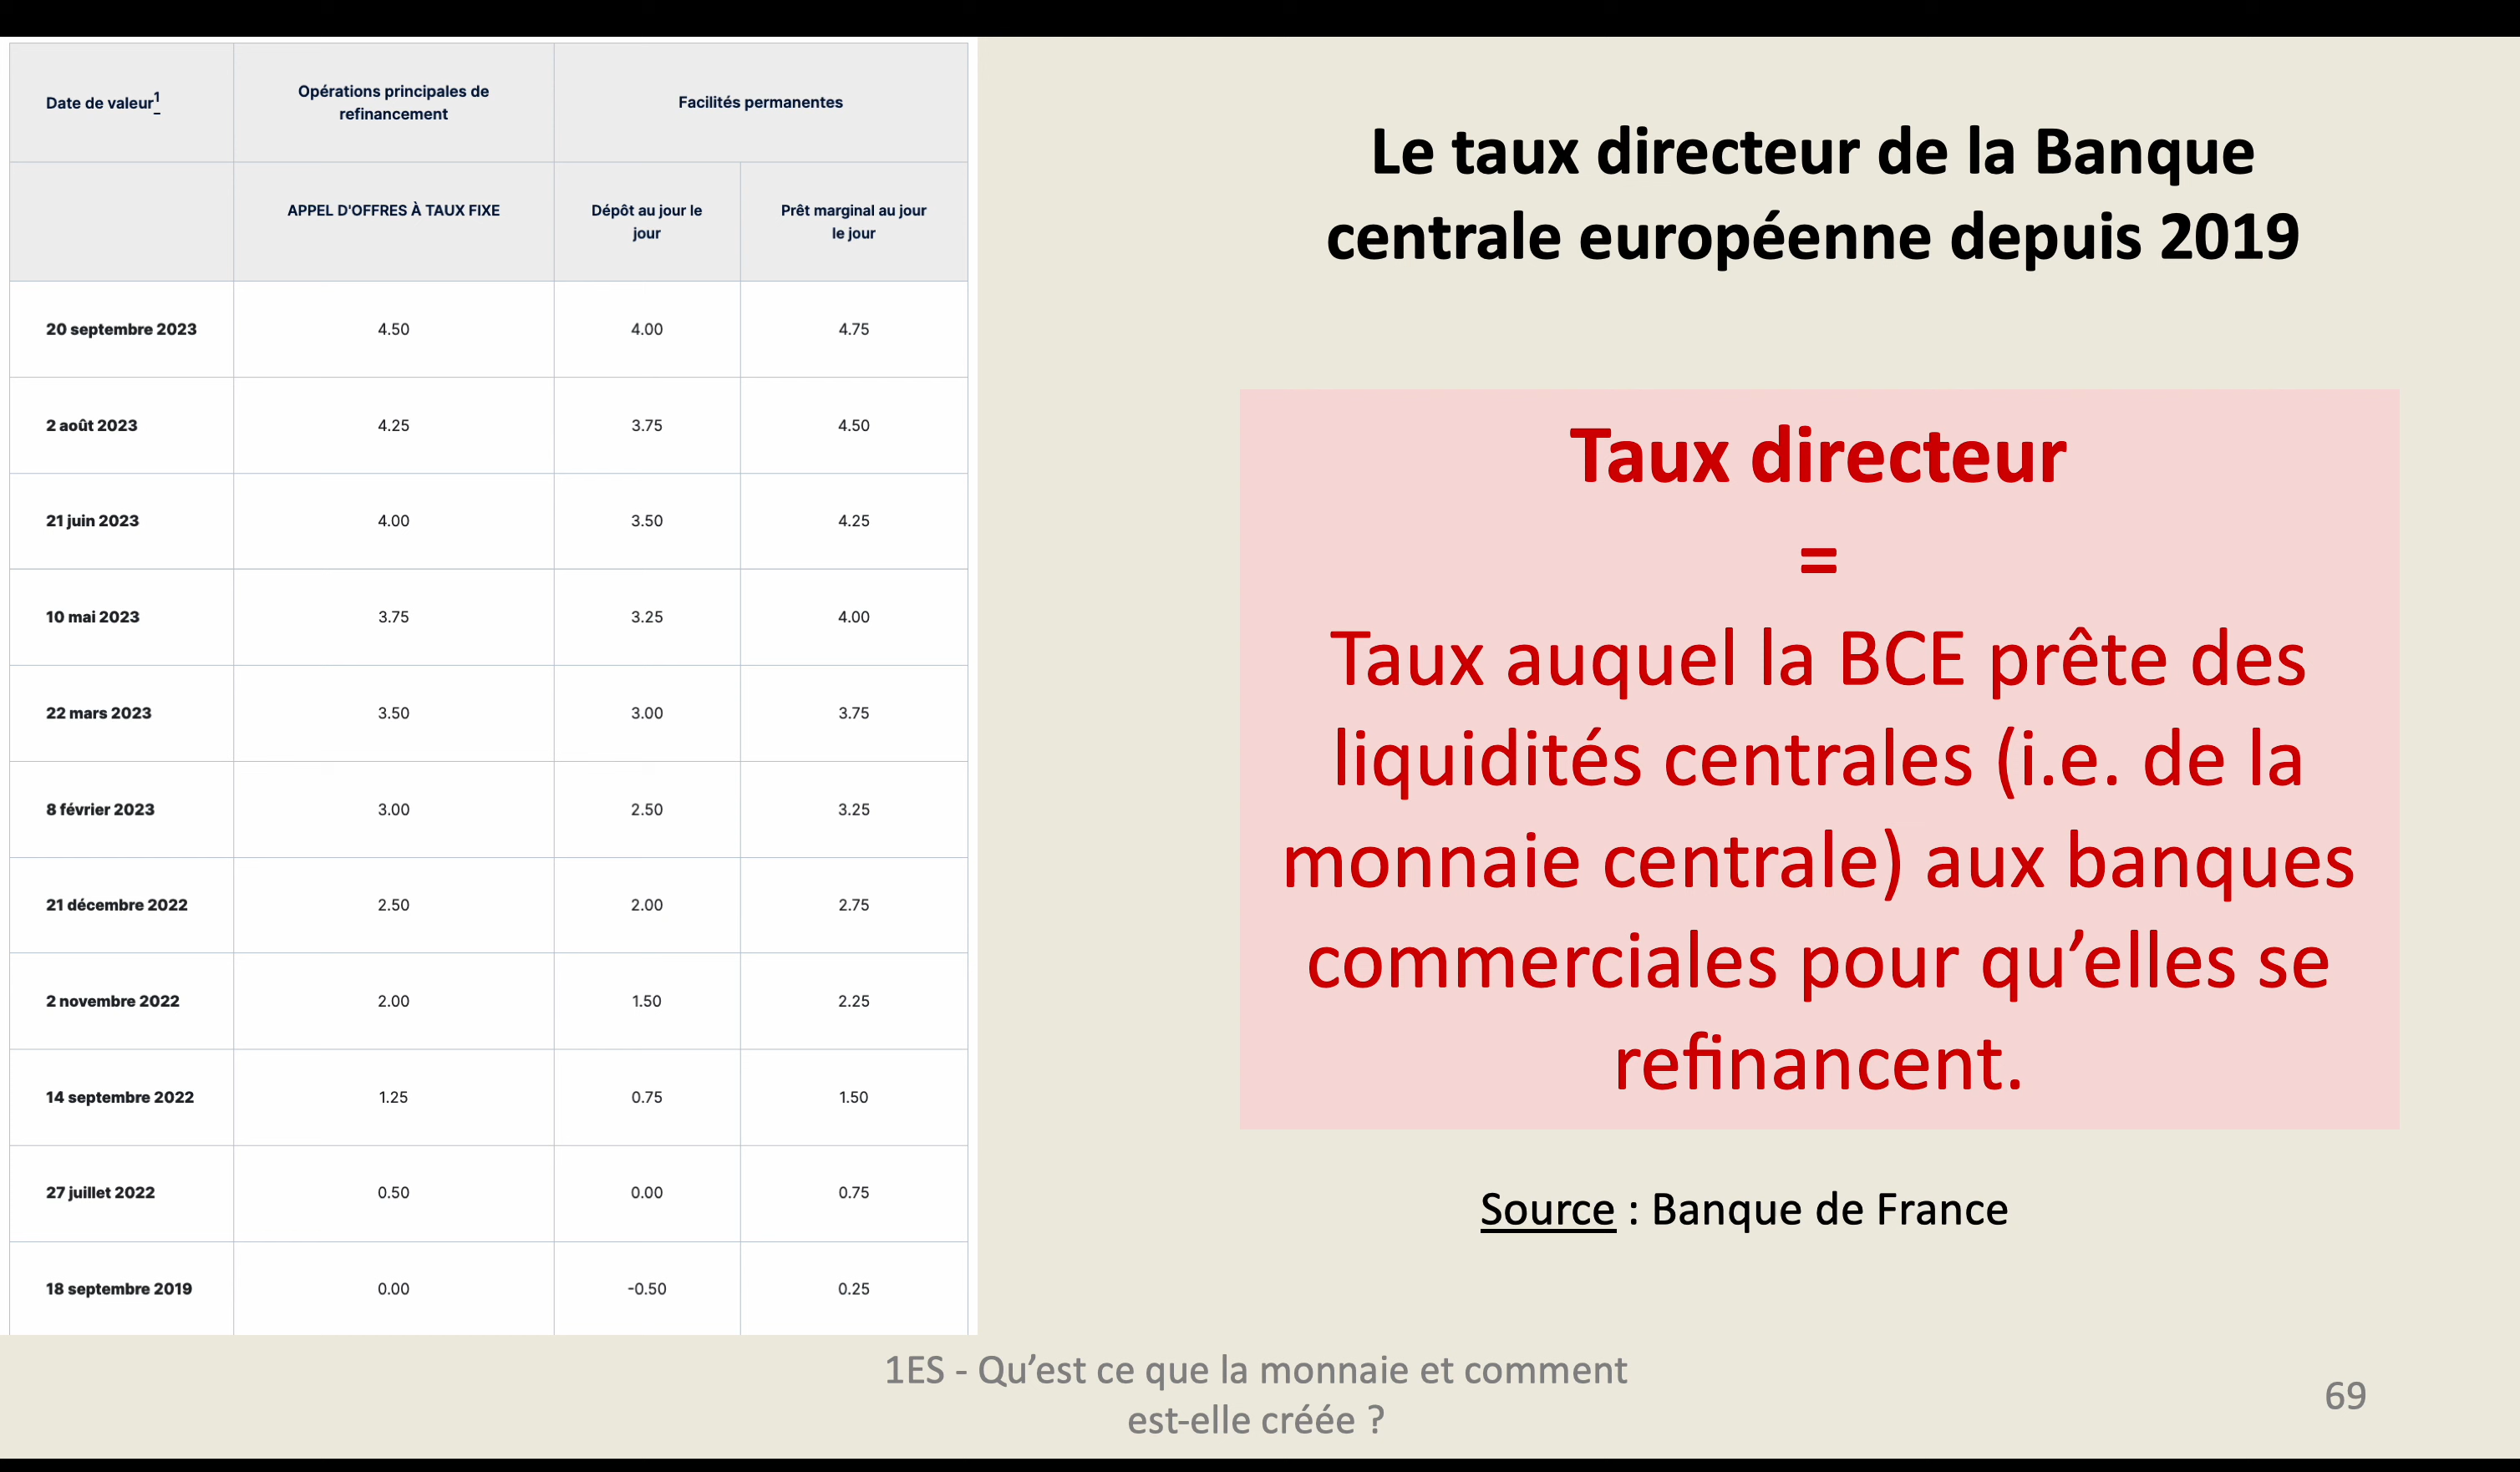 Date de valeur1
Opérations principales de
refinancement
Facilités permanentes
APPEL D'OFFRES À TAUX FIXE
Dépôt au jour le
jour
Prêt marginal au jour
le jour
20 septembre 2023 4.50 4.00 4.75
2 août 2023 4.25 3.75 4.50
21 juin 2023 4.00 3.50 4.25
10 mai 2023 3.75 3.25 4.00
22 mars 2023 3.50 3.00 3.75
8 février 2023 3.00 2.50 3.25
21 décembre 2022 2.50 2.00 2.75
2 novembre 2022 2.00 1.50 2.25
14 septembre 2022 1.25 0.75 1.50
27 juillet 2022 0.50 0.00 0.75
18 septembre 2019 0.00 -0.50 0.25
Le taux directeur de la Banque
centrale européenne depuis 2019
Taux directeur
=
Taux auquel la BCE prête des
liquidités centrales (i.e. de la
monnaie centrale) aux banques
commerciales pour qu’elles se
refinancent.
Source : Banque de France
1ES - Qu’est ce que la monnaie et comment
est-elle créée ?
69